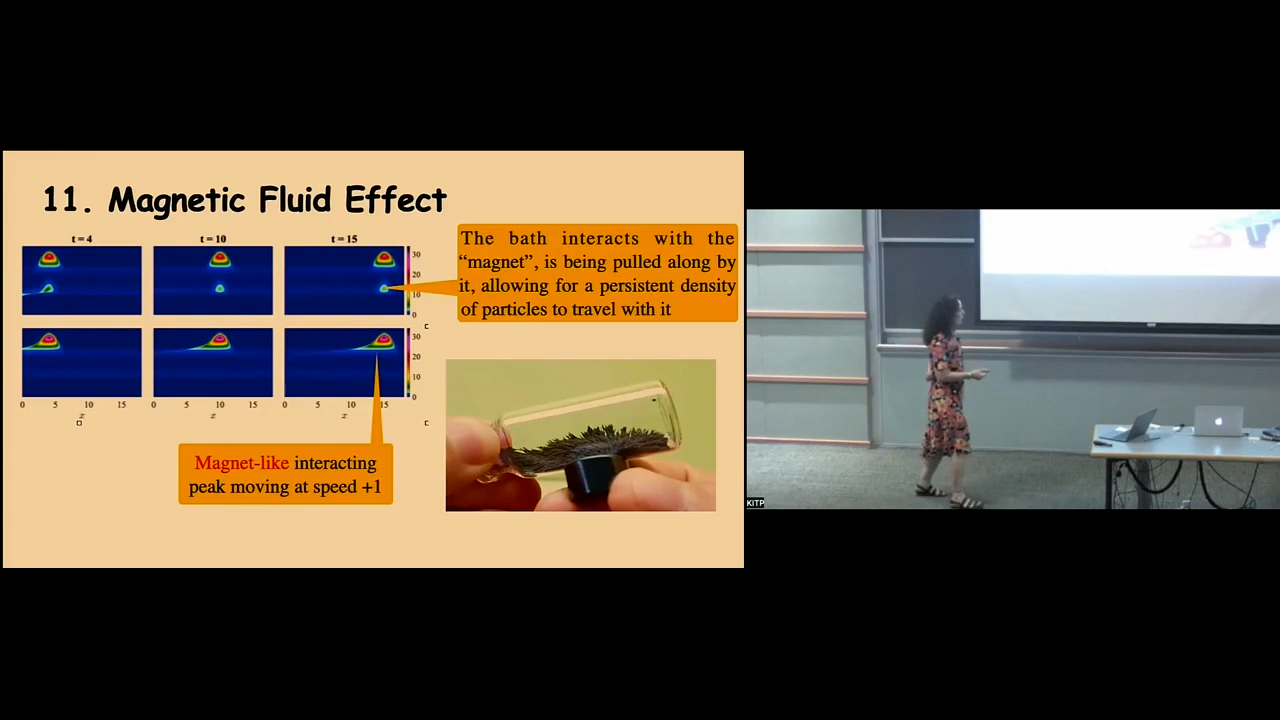 11. Magnetic Fluid Effect
t = 4
t = 10
t = 15
30
20
10
0
30
20
10
0
0 5 10 15
0 5 10 15
0 5 10 15
x
x
x
The bath interacts with the
“magnet”, is being pulled along by
it, allowing for a persistent density
of particles to travel with it
Magnet-like interacting
peak moving at speed +1
KITP